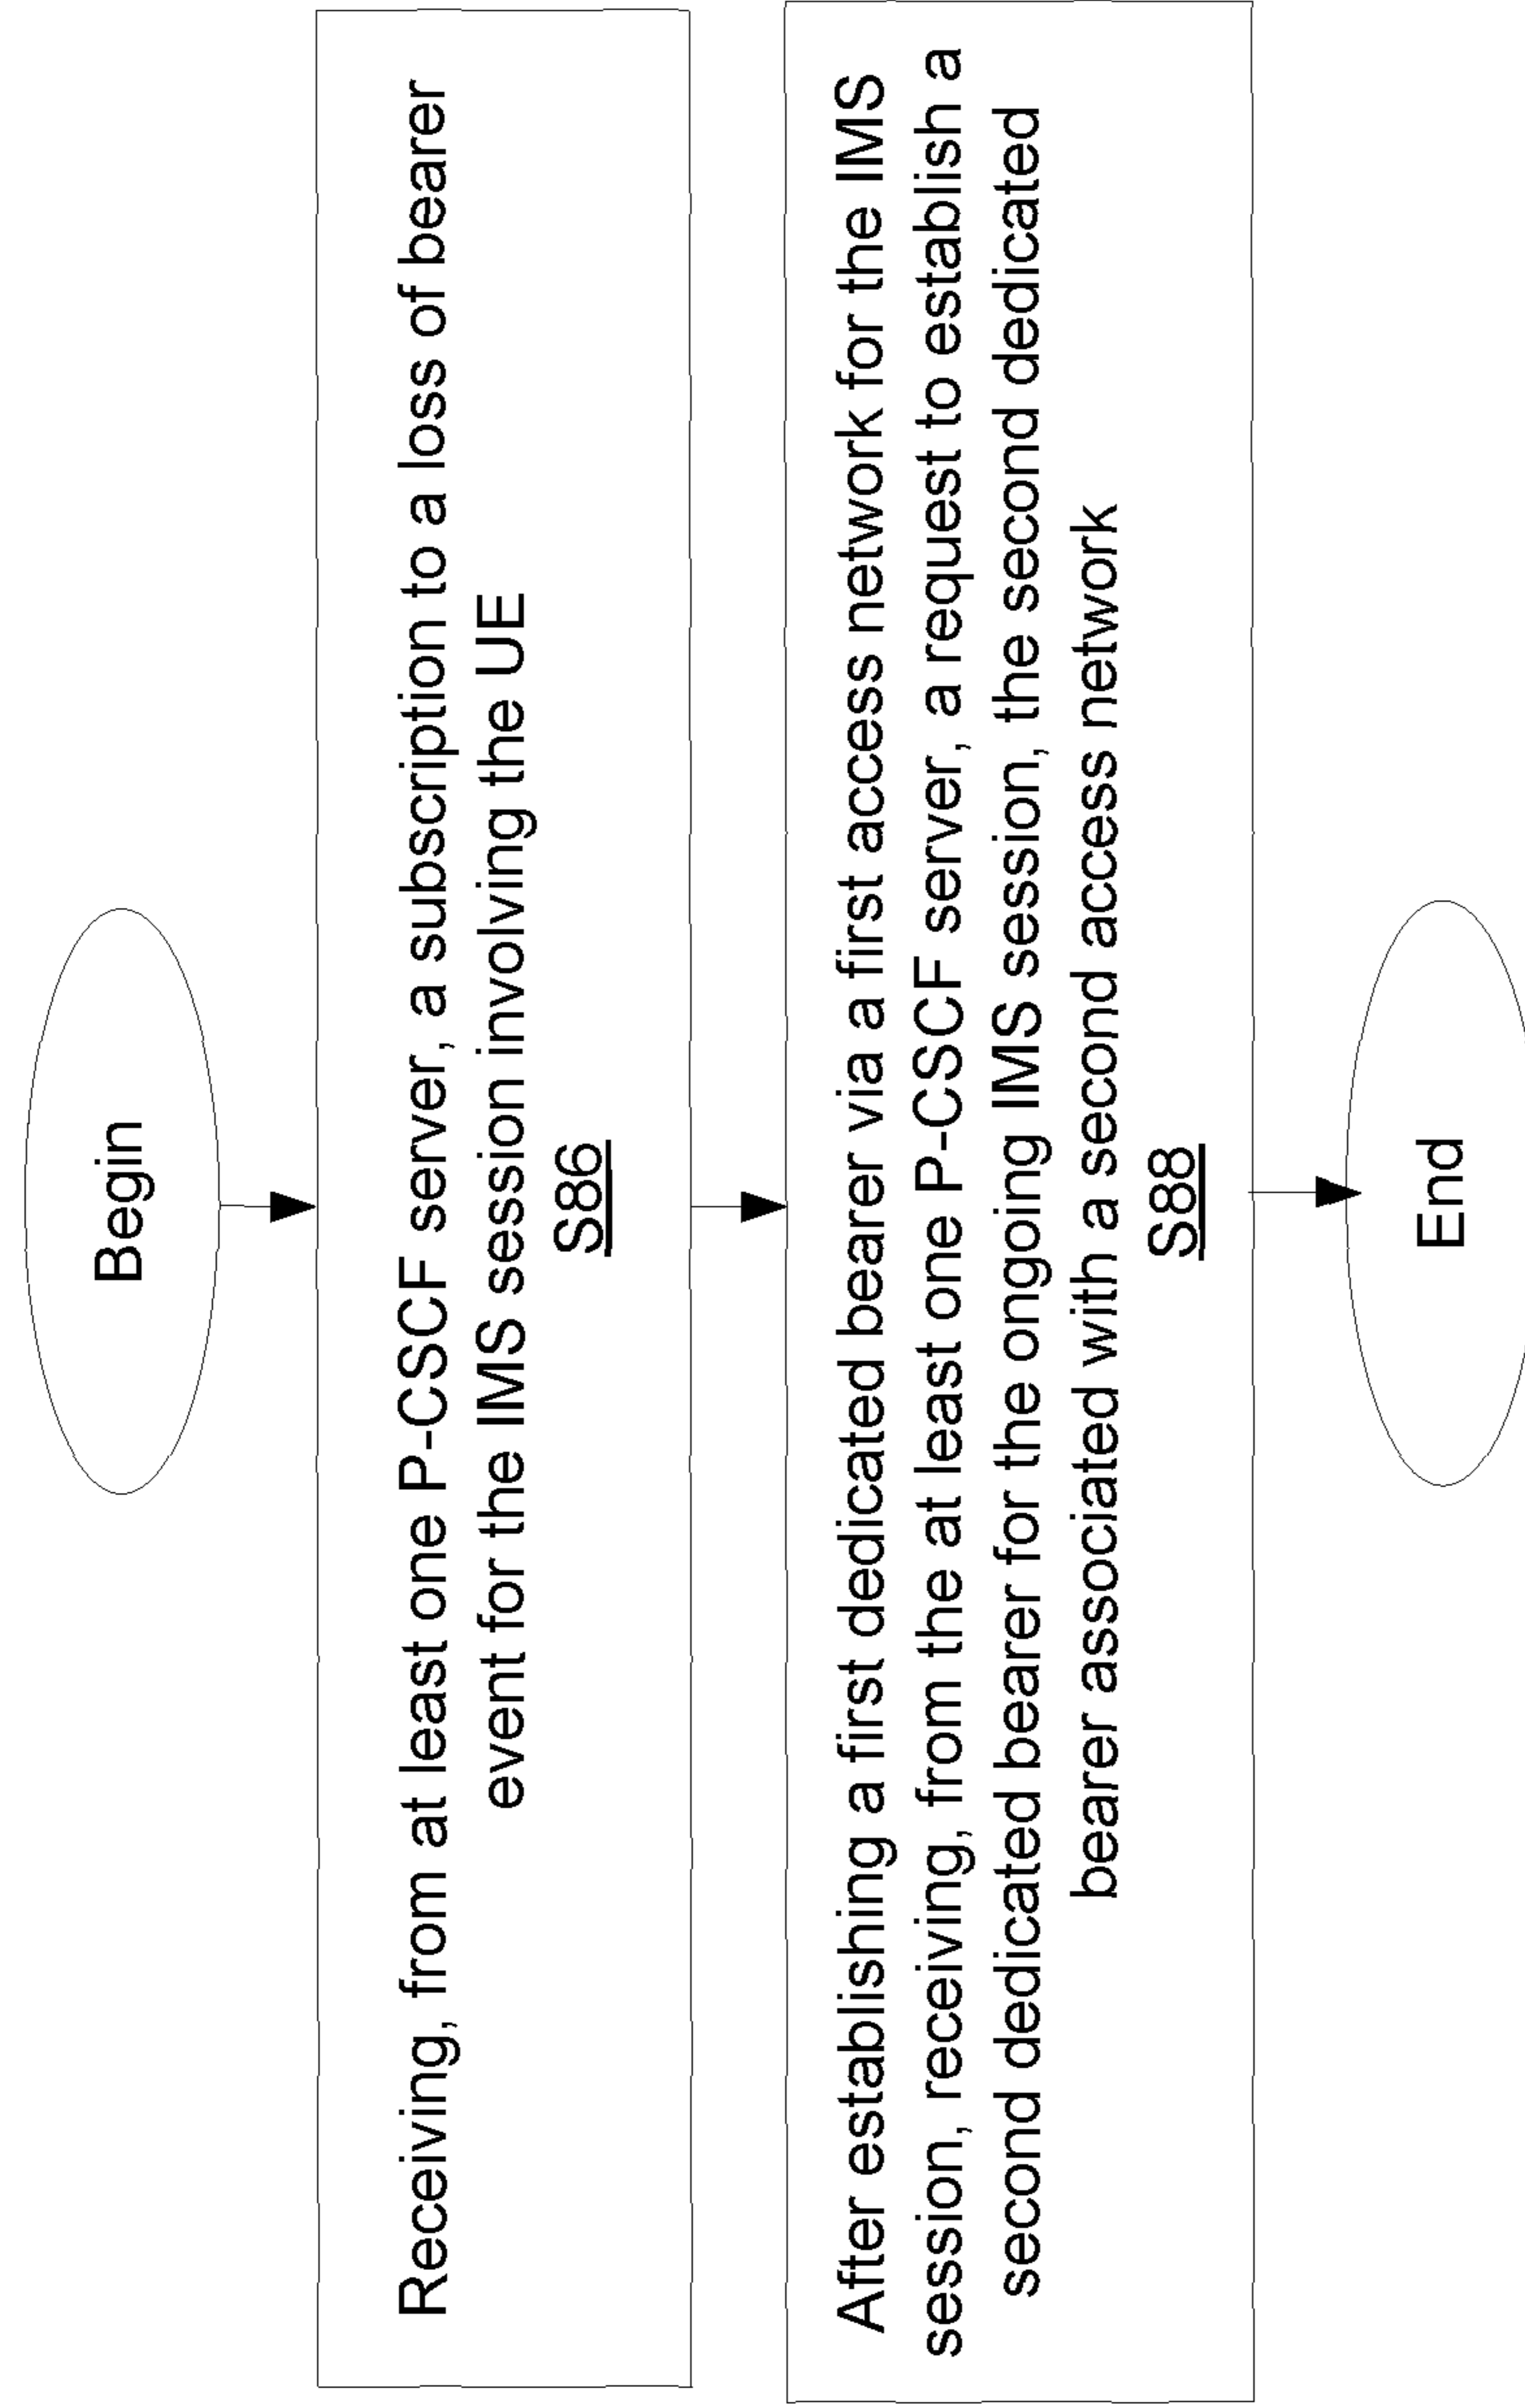 Begin
Receiving, from at least one P-CSCF server, a subscription to a loss of bearer
event for the IMS session involving the UE
S86
After establishing a first dedicated bearer via a first access network for the IMS
session, receiving, from the at least one P-CSCF server, a request to establish a
second dedicated bearer for the ongoing IMS session, the second dedicated
bearer associated with a second access network
S88
End